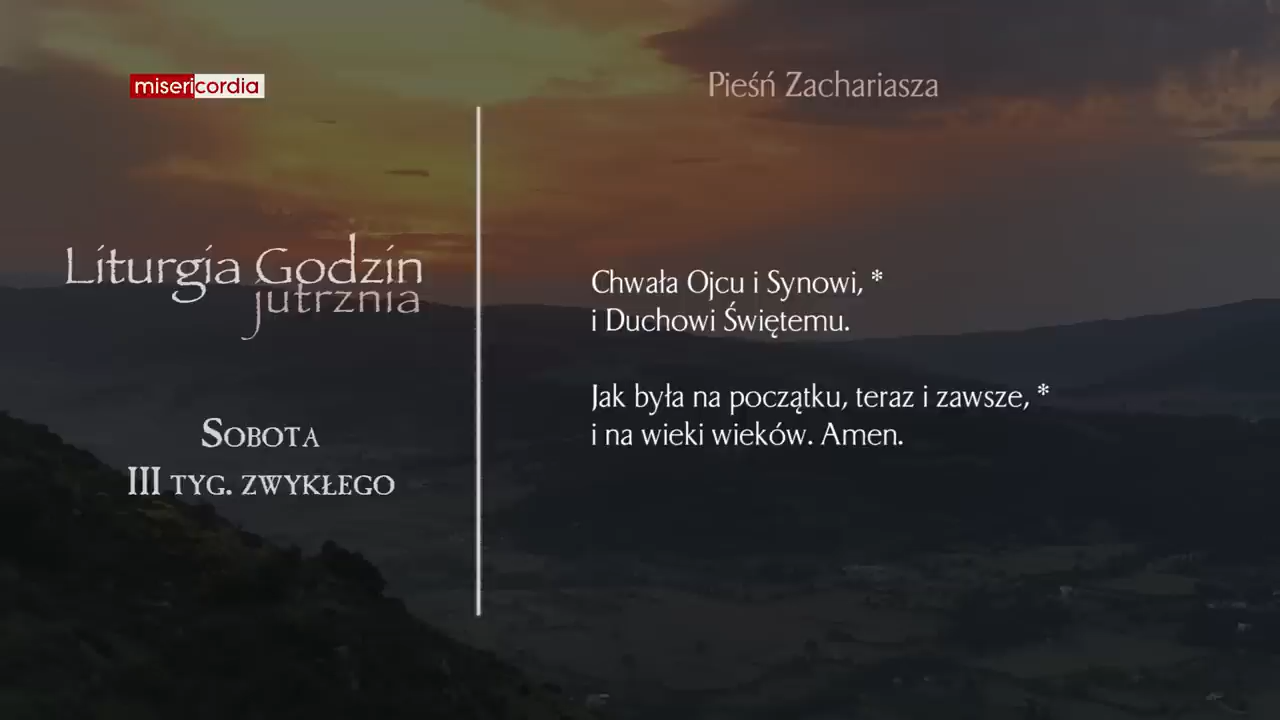 misericordia
Liturgia Godzin
jutrznia
Sobota
III tyg. zwykłego
Pieśń Zachariasza
Chwała Ojcu i Synowi, *
i Duchowi Świętemu.
Jak była na początku, teraz i zawsze, *
i na wieki wieków. Amen.